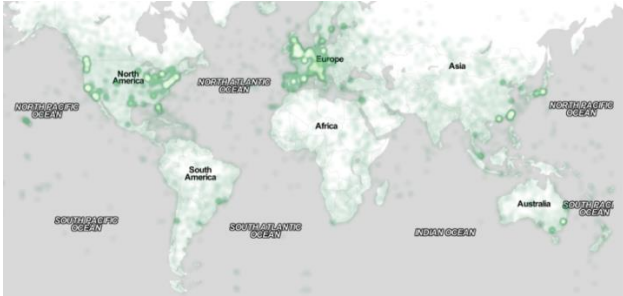 Europe
Asia
North
America
NORTH ATLANTIC
OCEAN
NORTH PACIFIC
OCEAN
NORTH PACIFIC
OCEAN
Africa
South
America
Australia
SOUTH PACI
OCEAN
SOUTH PACIFIC
OCEAN
SOUTH ATLANTIC
OCEAN
INDIAN OCEAN